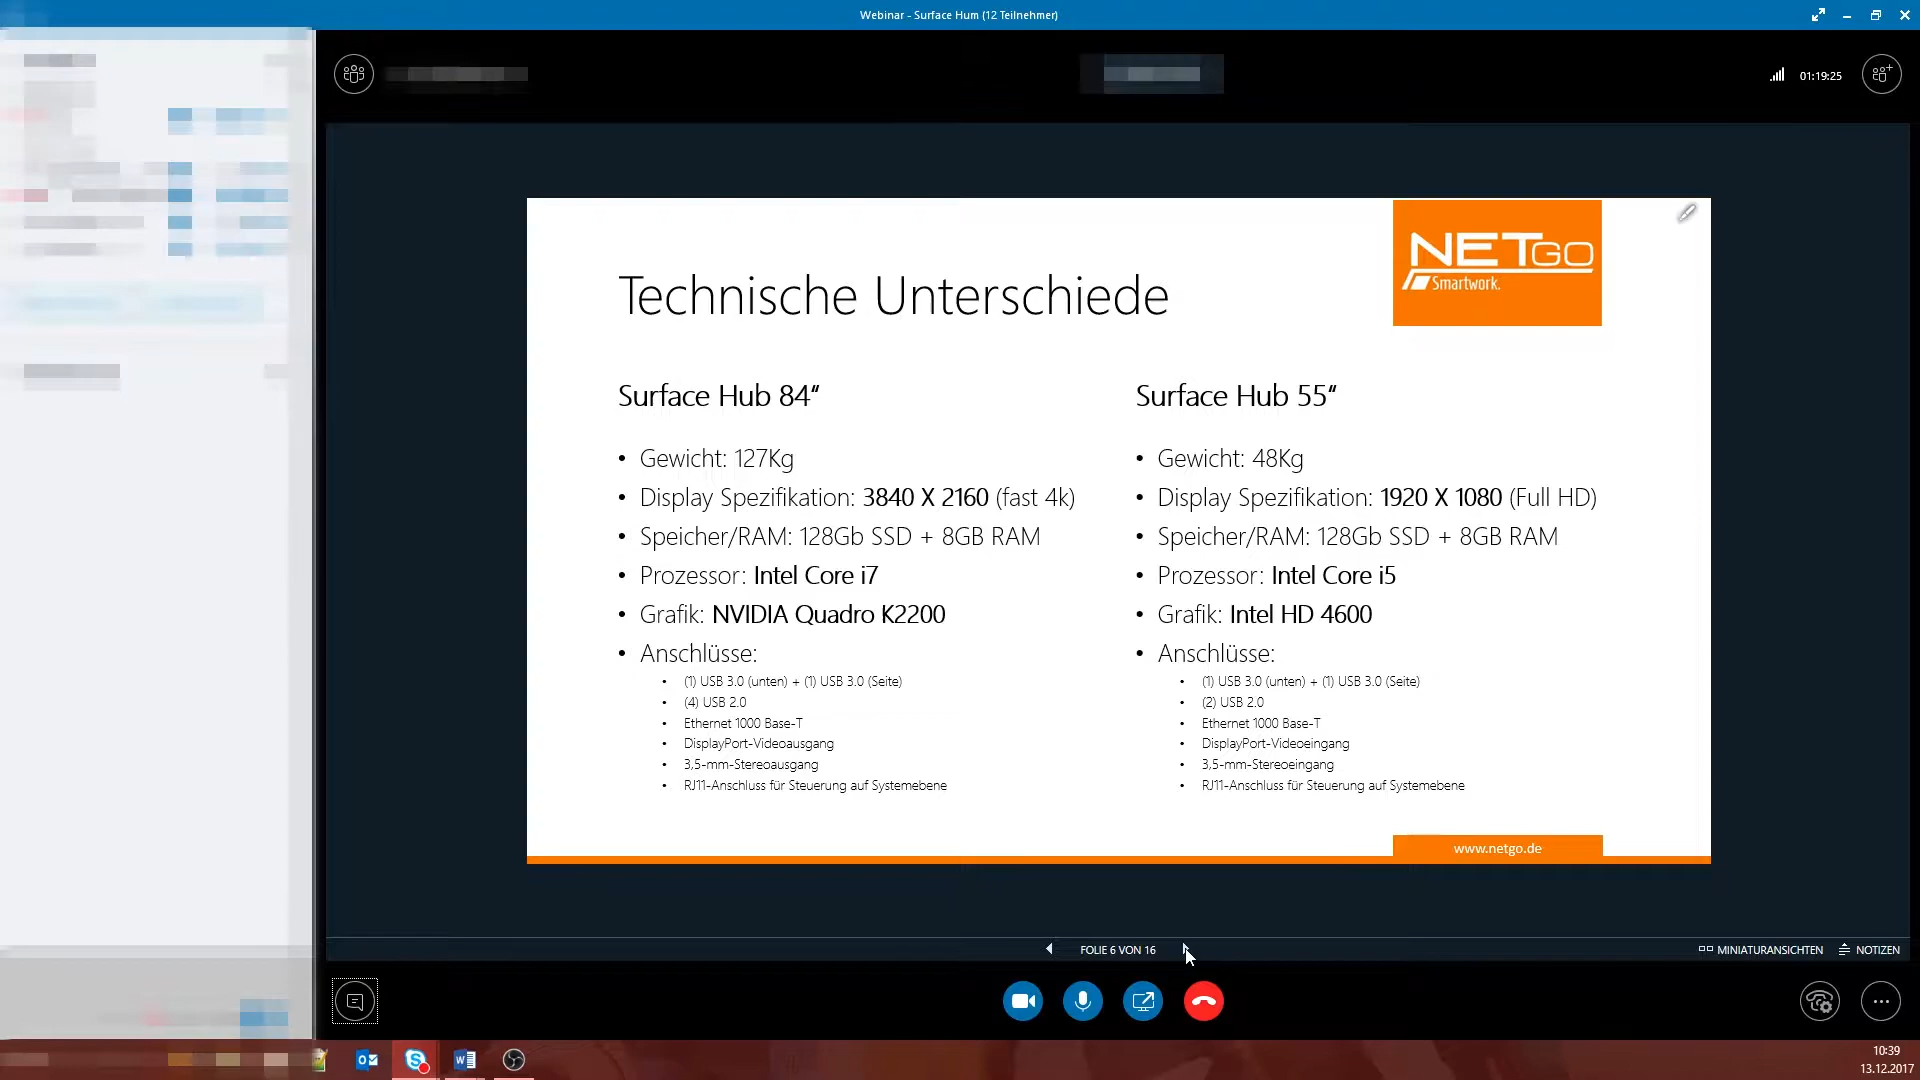 Webinar - Surface Hum (12 Teilnehmer)
01:19:25
NETGO
Smartwork.
Technische Unterschiede
Surface Hub 84“
• Gewicht: 127Kg
• Display Spezifikation: 3840 X 2160 (fast 4k)
• Speicher/RAM: 128Gb SSD + 8GB RAM
• Prozessor: Intel Core i7
• Grafik: NVIDIA Quadro K2200
• Anschlüsse:
• (1) USB 3.0 (unten) + (1) USB 3.0 (Seite)
• (4) USB 2.0
• Ethernet 1000 Base-T
• DisplayPort-Videoausgang
• 3,5-mm-Stereoausgang
• RJ11-Anschluss für Steuerung auf Systemebene
Surface Hub 55“
• Gewicht: 48Kg
• Display Spezifikation: 1920 X 1080 (Full HD)
• Speicher/RAM: 128Gb SSD + 8GB RAM
• Prozessor: Intel Core i5
• Grafik: Intel HD 4600
• Anschlüsse:
• (1) USB 3.0 (unten) + (1) USB 3.0 (Seite)
• (2) USB 2.0
• Ethernet 1000 Base-T
• DisplayPort-Videoeingang
• 3,5-mm-Stereoeingang
• RJ11-Anschluss für Steuerung auf Systemebene
www.netgo.de
FOLIE 6 VON 16
MINIATURANSICHTEN
NOTIZEN
10:39
13.12.2017